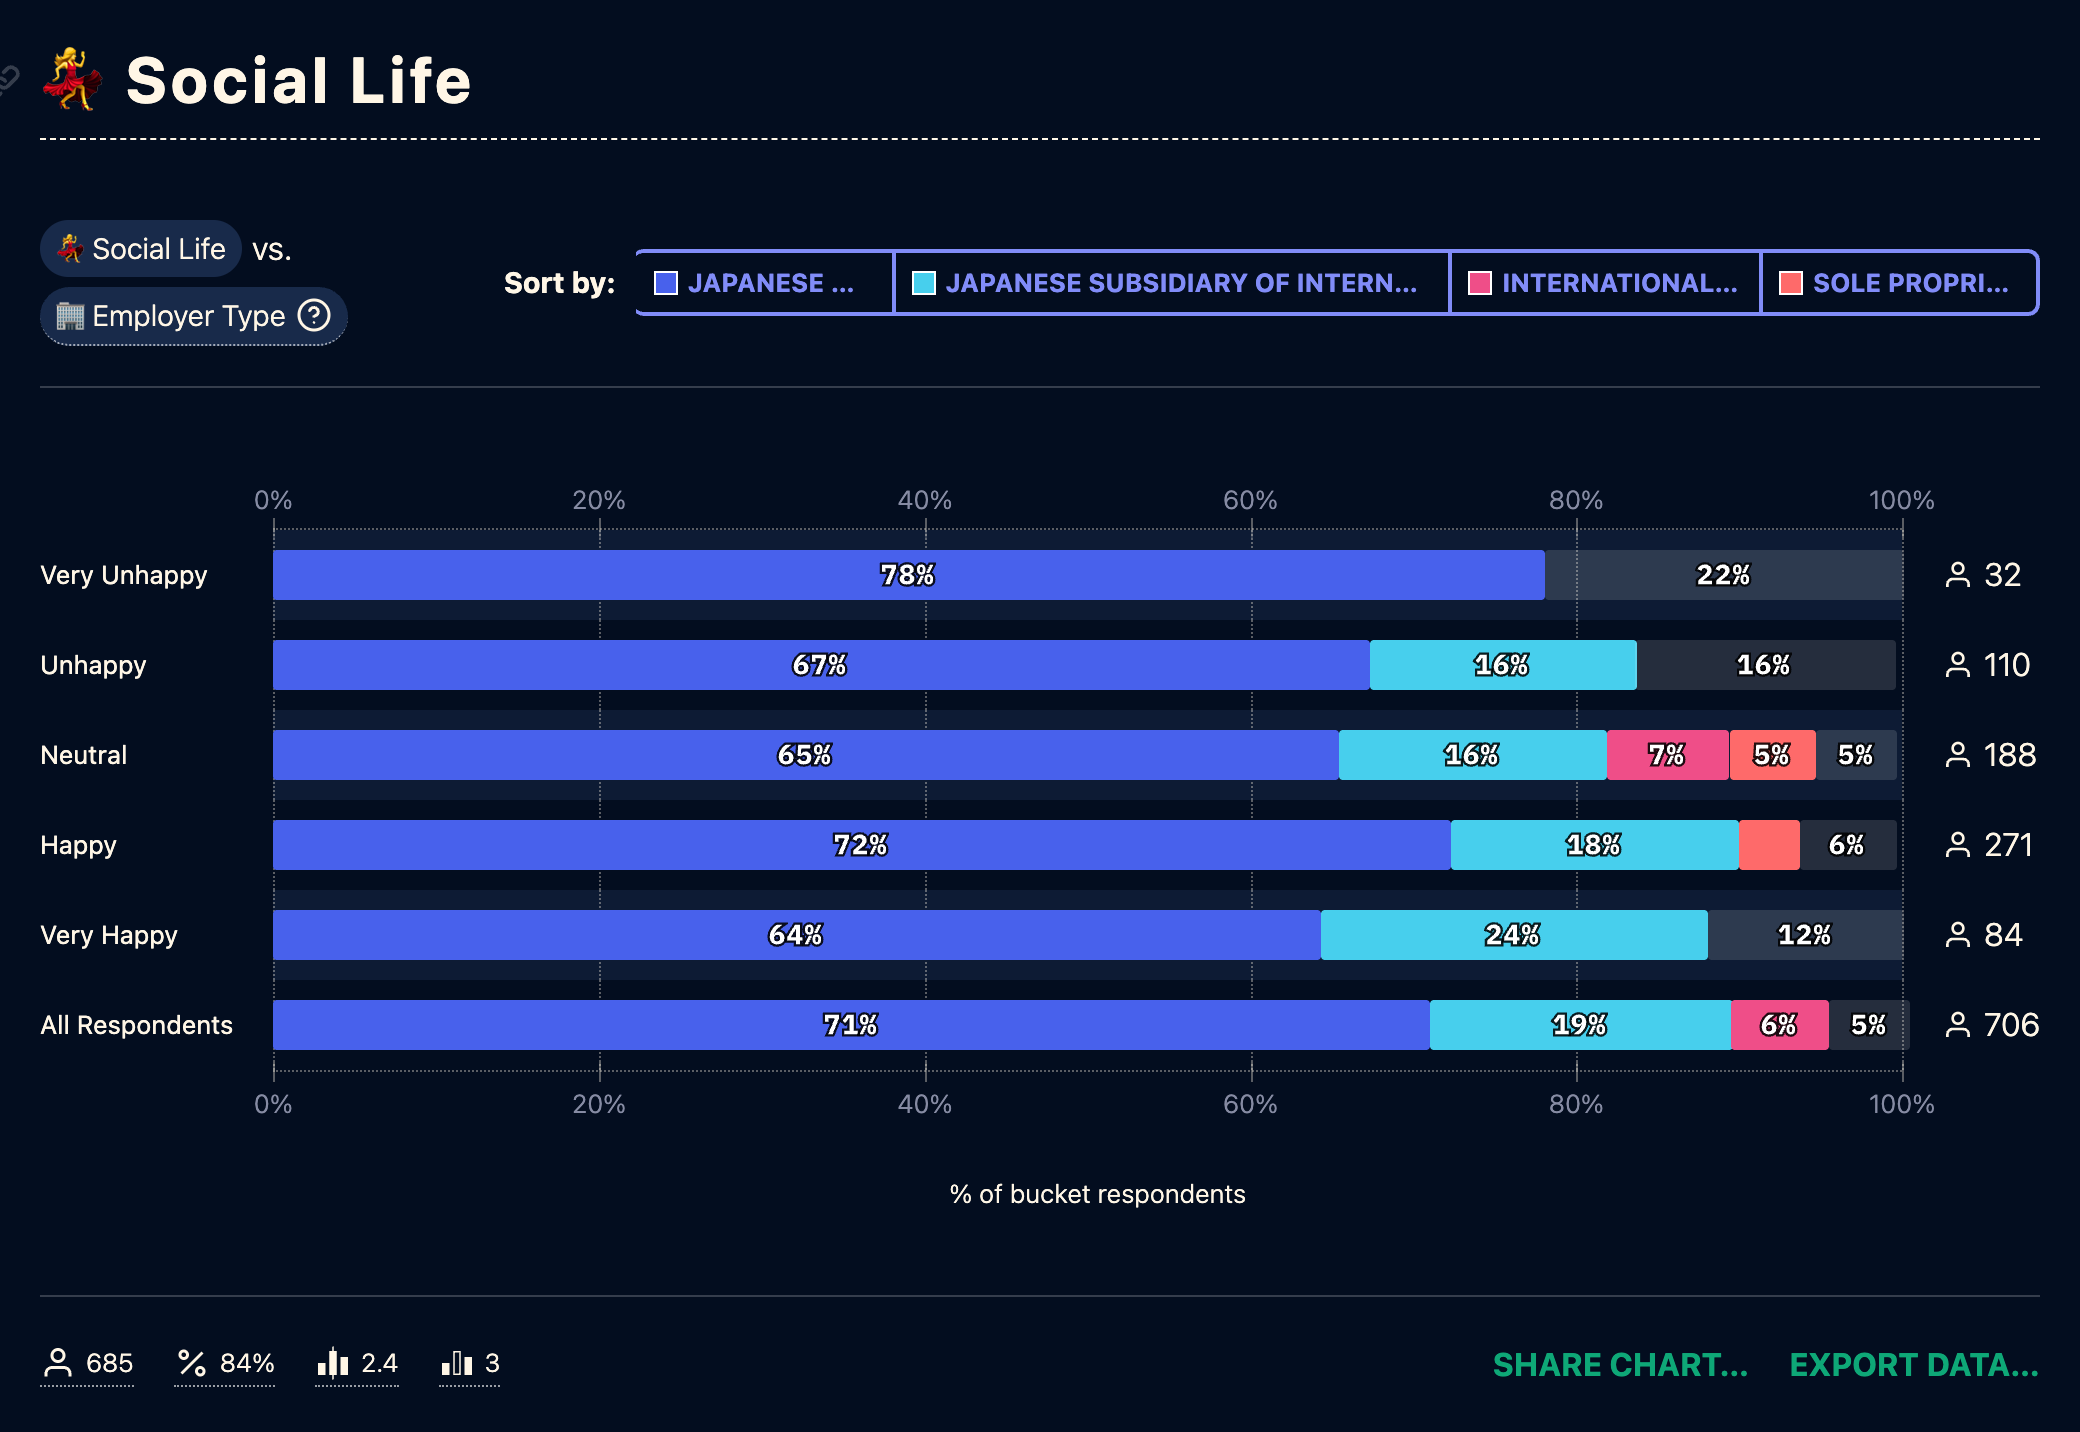 Social Life
Social Life vs.
Employer Type ?
Sort by: JAPANESE ... JAPANESE SUBSIDIARY OF INTERN... INTERNATIONAL... SOLE PROPRI...
0% 20% 40% 60% 80% 100%
Very Unhappy 78% 22% 32
Unhappy 67% 16% 16% 110
Neutral 65% 16% 7% 5% 5% 188
Happy 72% 18% 6% 271
Very Happy 64% 24% 12% 84
All Respondents 71% 19% 6% 5% 706
0% 20% 40% 60% 80% 100%
% of bucket respondents
685 % 84% 2.4 3 SHARE CHART... EXPORT DATA...